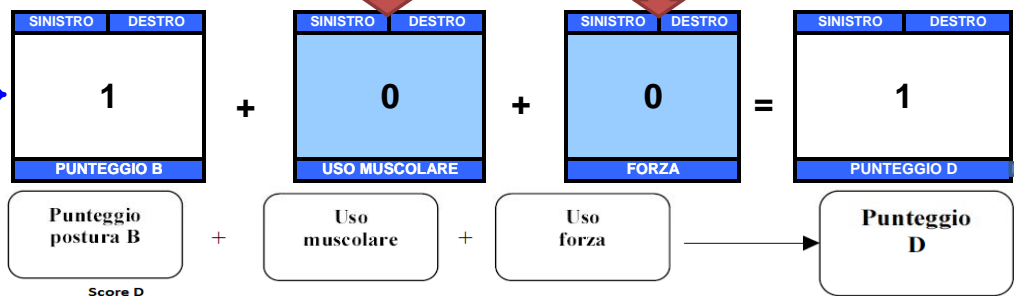 SINISTRO DESTRO SINISTRO DESTRO SINISTRO DESTRO SINISTRO DESTRO
1 + 0 + 0 = 1
PUNTEGGIO B USO MUSCOLARE FORZA PUNTEGGIO D
Punteggio Uso Uso Punteggio
postura B + muscolare + forza D
Score D